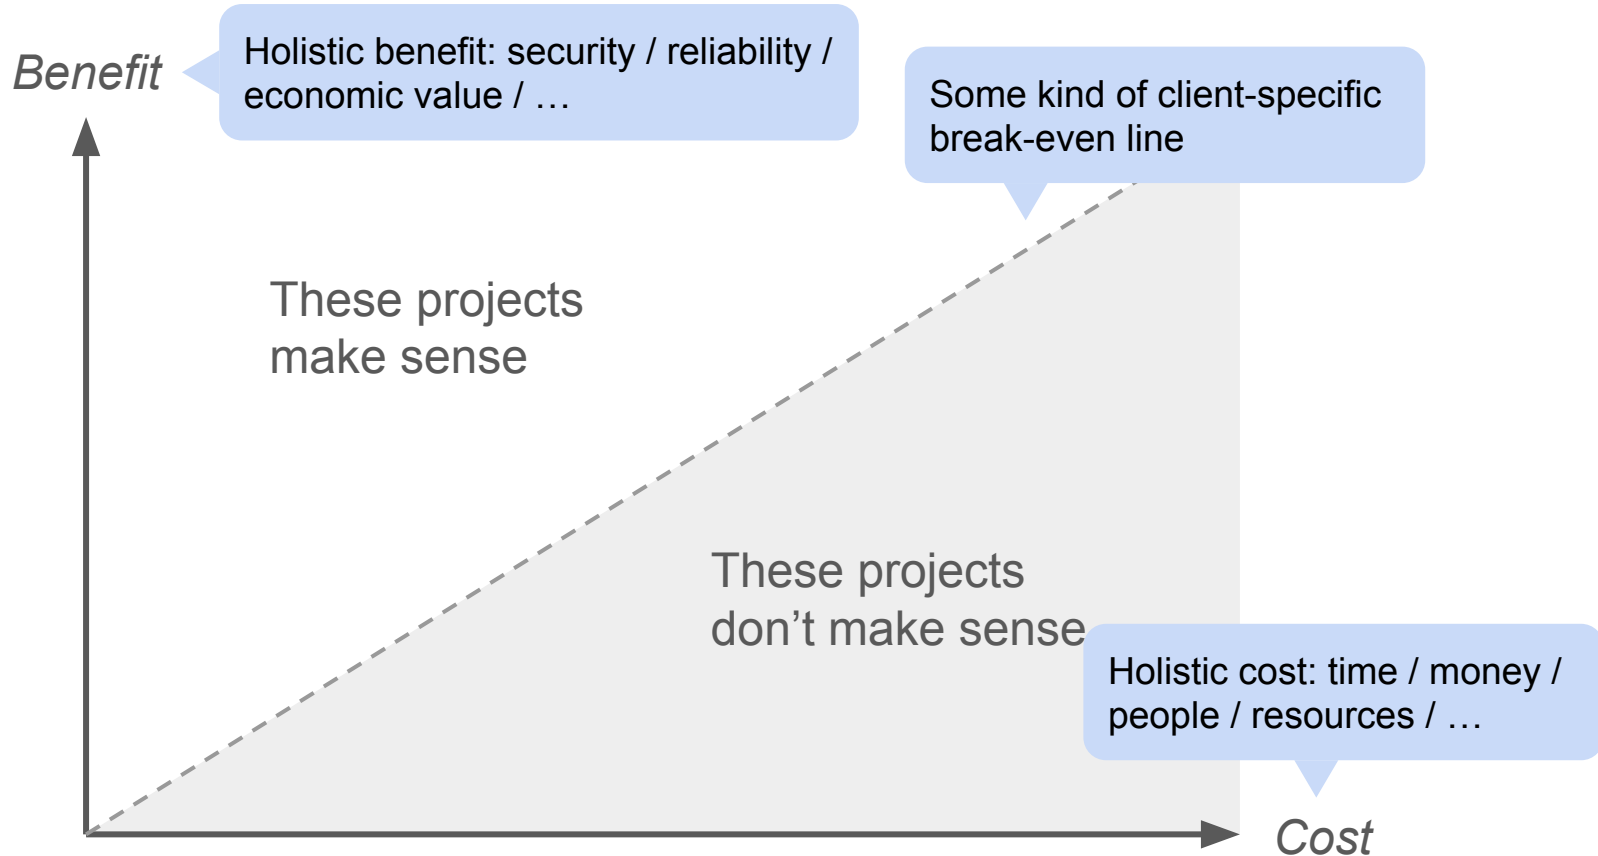 Benefit
Holistic benefit: security / reliability /
economic value / …
Some kind of client-specific
break-even line
These projects
make sense
These projects
don’t make sense
Holistic cost: time / money /
people / resources / …
Cost